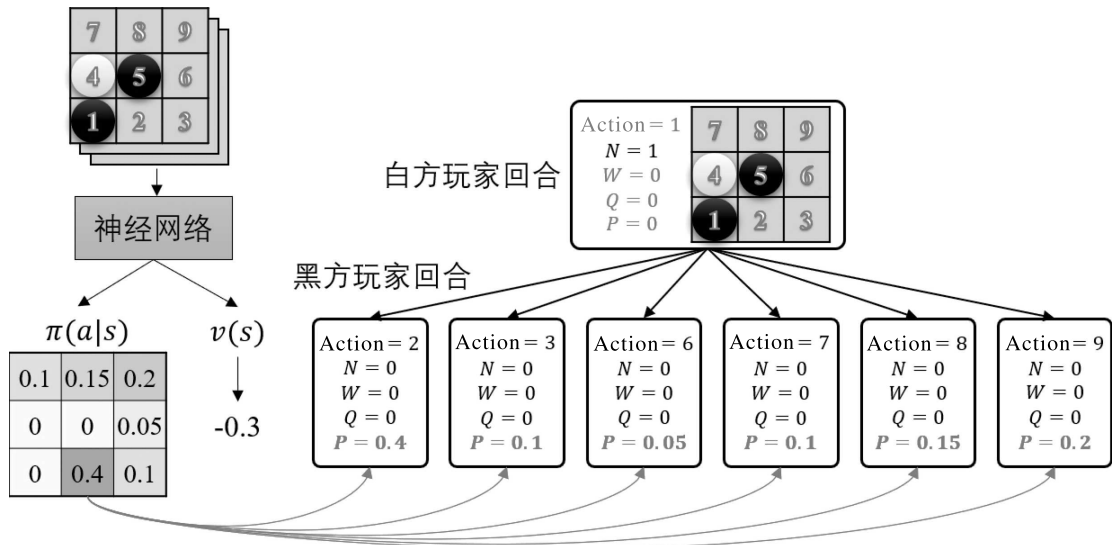 7 8 9
4 5 6
1 2 3
神经网络
π(a|s)
v(s)
0.1 0.15 0.2
0 0 0.05
0 0.4 0.1
-0.3
白方玩家回合
Action = 1
N = 1
W = 0
Q = 0
P = 0
7 8 9
4 5 6
1 2 3
黑方玩家回合
Action = 2
N = 0
W = 0
Q = 0
P = 0.4
Action = 3
N = 0
W = 0
Q = 0
P = 0.1
Action = 6
N = 0
W = 0
Q = 0
P = 0.05
Action = 7
N = 0
W = 0
Q = 0
P = 0.1
Action = 8
N = 0
W = 0
Q = 0
P = 0.15
Action = 9
N = 0
W = 0
Q = 0
P = 0.2